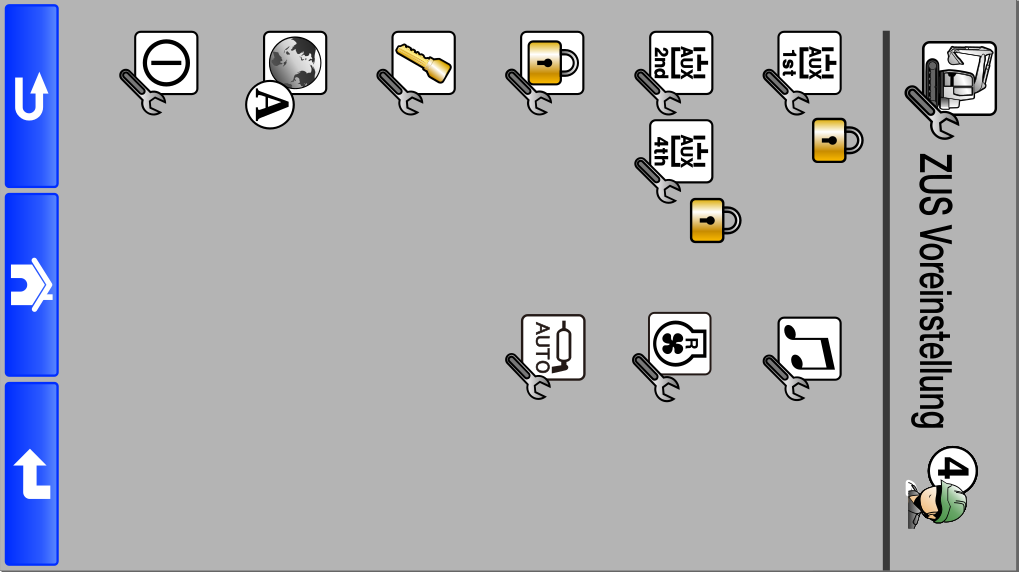 ZUS Voreinstellung 4
AUX
1st
AUX
2nd
AUX
4th
R
AUTO
A